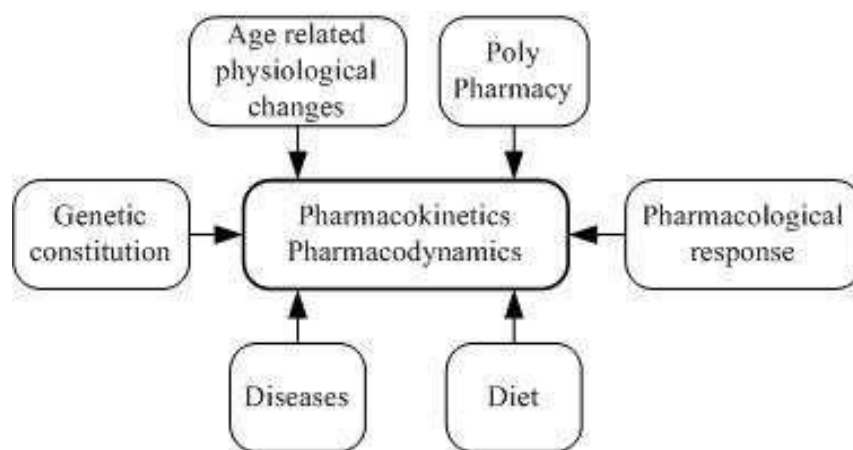 Age related
physiological
changes
Poly
Pharmacy
Genetic
constitution
Pharmacokinetics
Pharmacodynamics
Pharmacological
response
Diseases
Diet